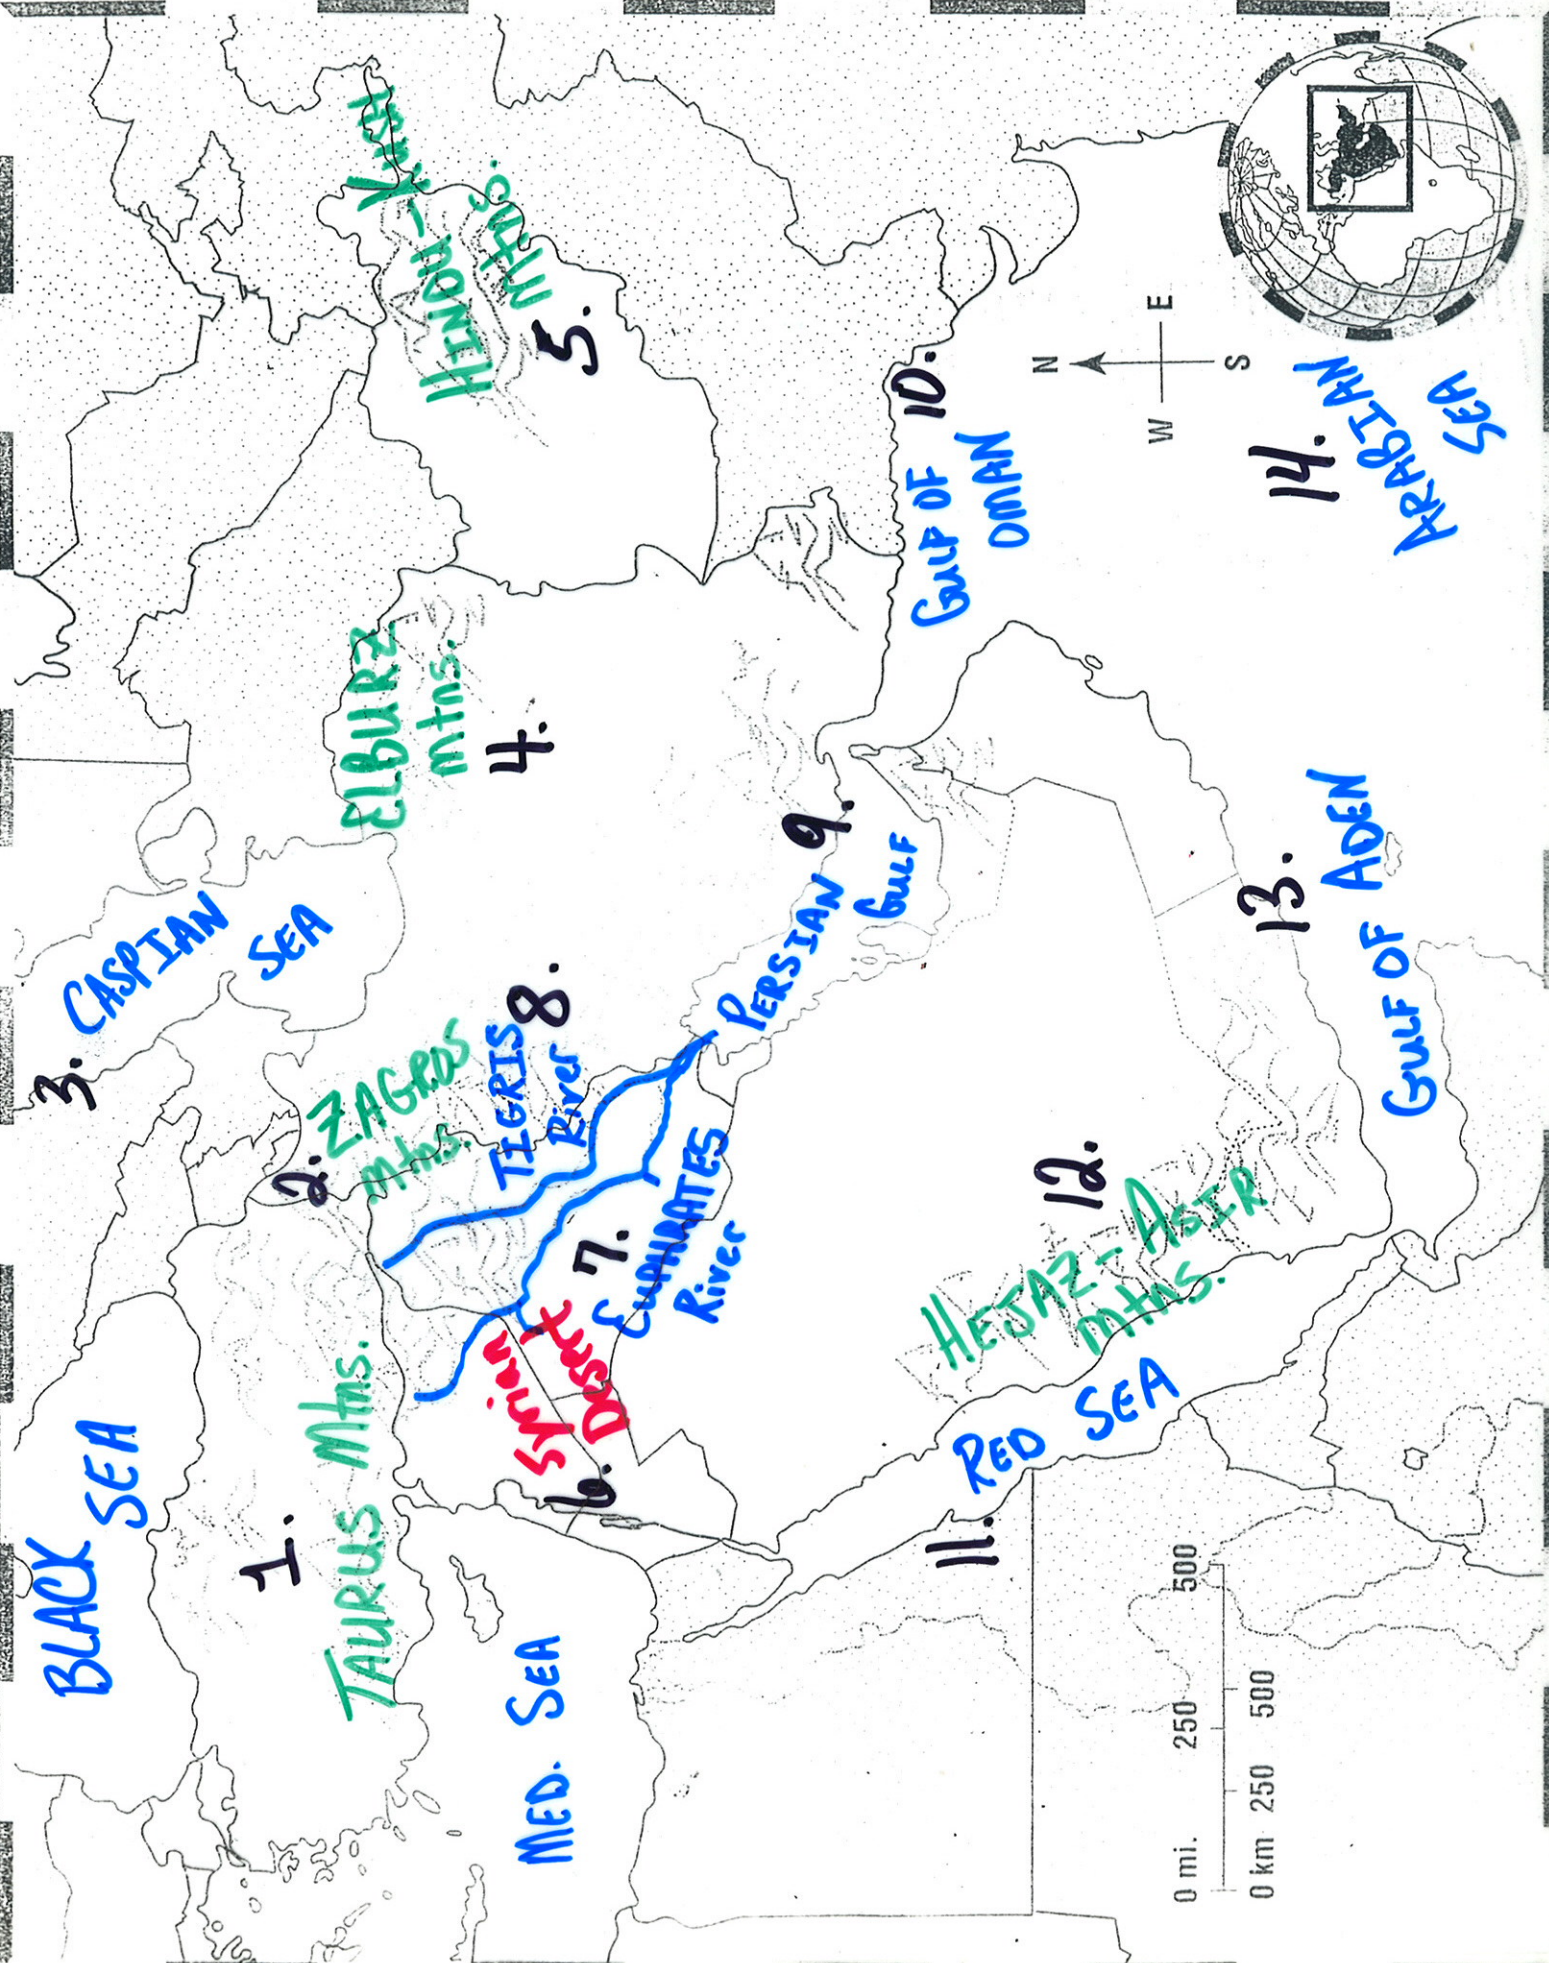 BLACK
SEA
3.
CASPIAN
SEA
1.
TAURUS Mtns.
2.
ZAGROS
mtns.
ELBURZ
mtns.
4.
HINDU-KUSH
mtns.
5.
MED. SEA
6.
Syrian
Desert
7.
EUPHRATES
River
TIGRIS
River
8.
PERSIAN
Gulf
9.
10.
Gulf OF
OMAN
11.
RED SEA
12.
HEJAZ-ASIR
mtns.
13.
Gulf OF ADEN
14.
ARABIAN
SEA
N
W E
S
0 mi. 250 500
0 km 250 500